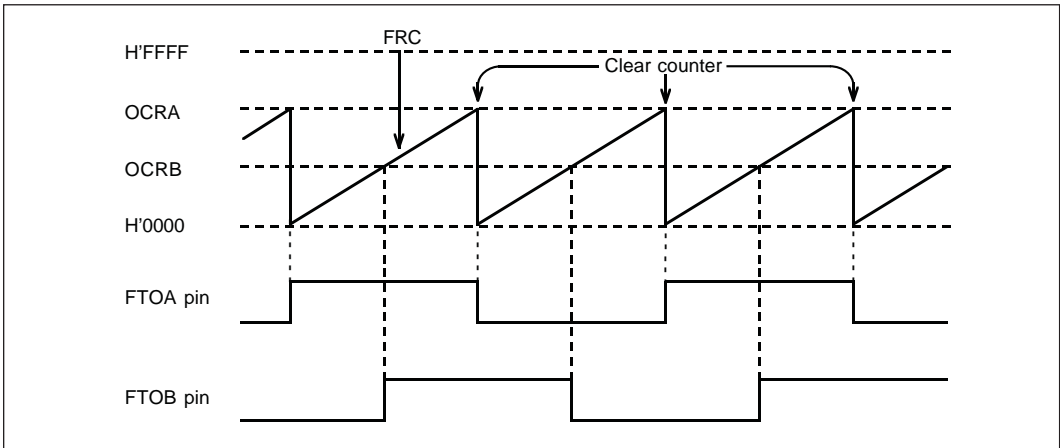 FRC
H'FFFF
Clear counter
OCRA
OCRB
H'0000
FTOA pin
FTOB pin